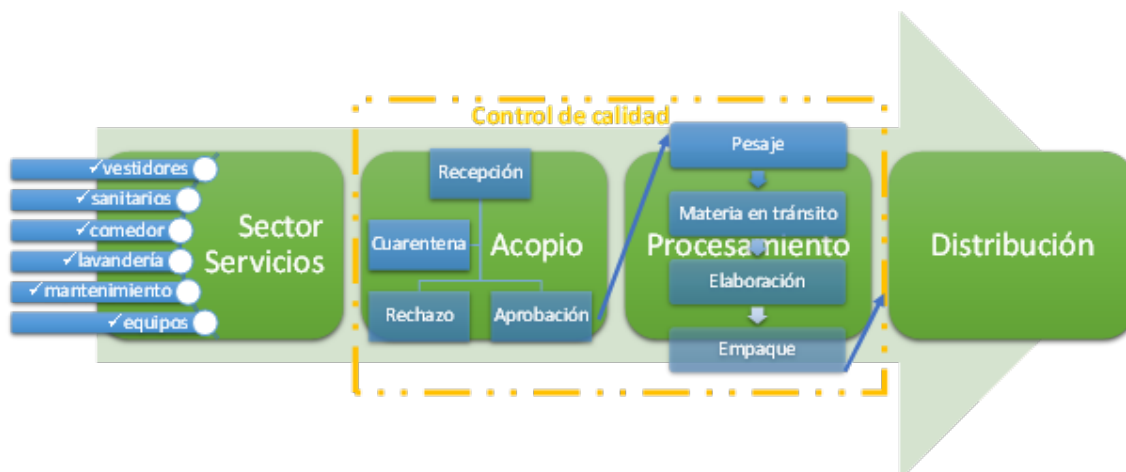 Control de calidad
✓vestidores
✓sanitarios
✓comedor
✓lavandería
✓mantenimiento
✓equipos
Sector
Servicios
Recepción
Cuarentena
Acopio
Rechazo
Aprobación
Pesaje
Materia en tránsito
Procesamiento
Elaboración
Empaque
Distribución